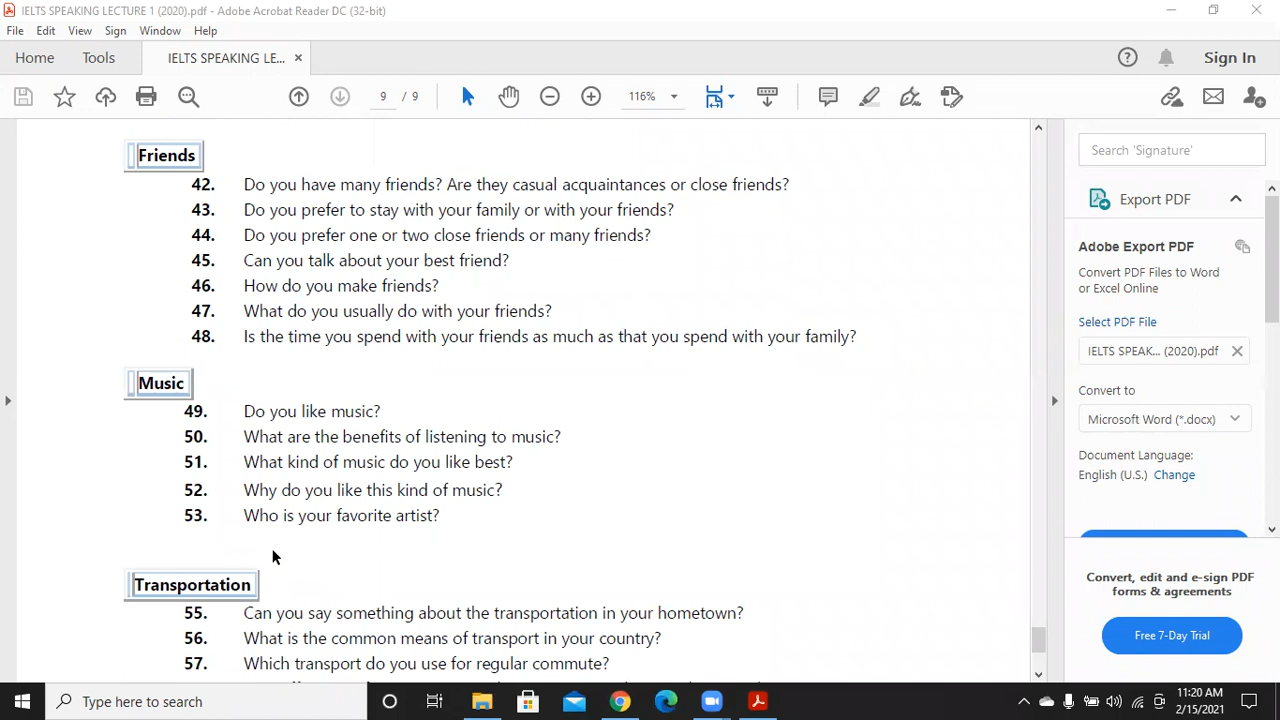 IELTS SPEAKING LECTURE 1 (2020).pdf - Adobe Acrobat Reader DC (32-bit)
File Edit View Sign Window Help
Home Tools IELTS SPEAKING LE... × Sign In
9 / 9 116%
Friends
42. Do you have many friends? Are they casual acquaintances or close friends?
43. Do you prefer to stay with your family or with your friends?
44. Do you prefer one or two close friends or many friends?
45. Can you talk about your best friend?
46. How do you make friends?
47. What do you usually do with your friends?
48. Is the time you spend with your friends as much as that you spend with your family?
Music
49. Do you like music?
50. What are the benefits of listening to music?
51. What kind of music do you like best?
52. Why do you like this kind of music?
53. Who is your favorite artist?
Transportation
55. Can you say something about the transportation in your hometown?
56. What is the common means of transport in your country?
57. Which transport do you use for regular commute?
Search 'Signature'
Export PDF
Adobe Export PDF
Convert PDF Files to Word
or Excel Online
Select PDF File
IELTS SPEAK... (2020).pdf
Convert to
Microsoft Word (*.docx)
Document Language:
English (U.S.) Change
Convert, edit and e-sign PDF
forms & agreements
Free 7-Day Trial
Type here to search
11:20 AM
2/15/2021